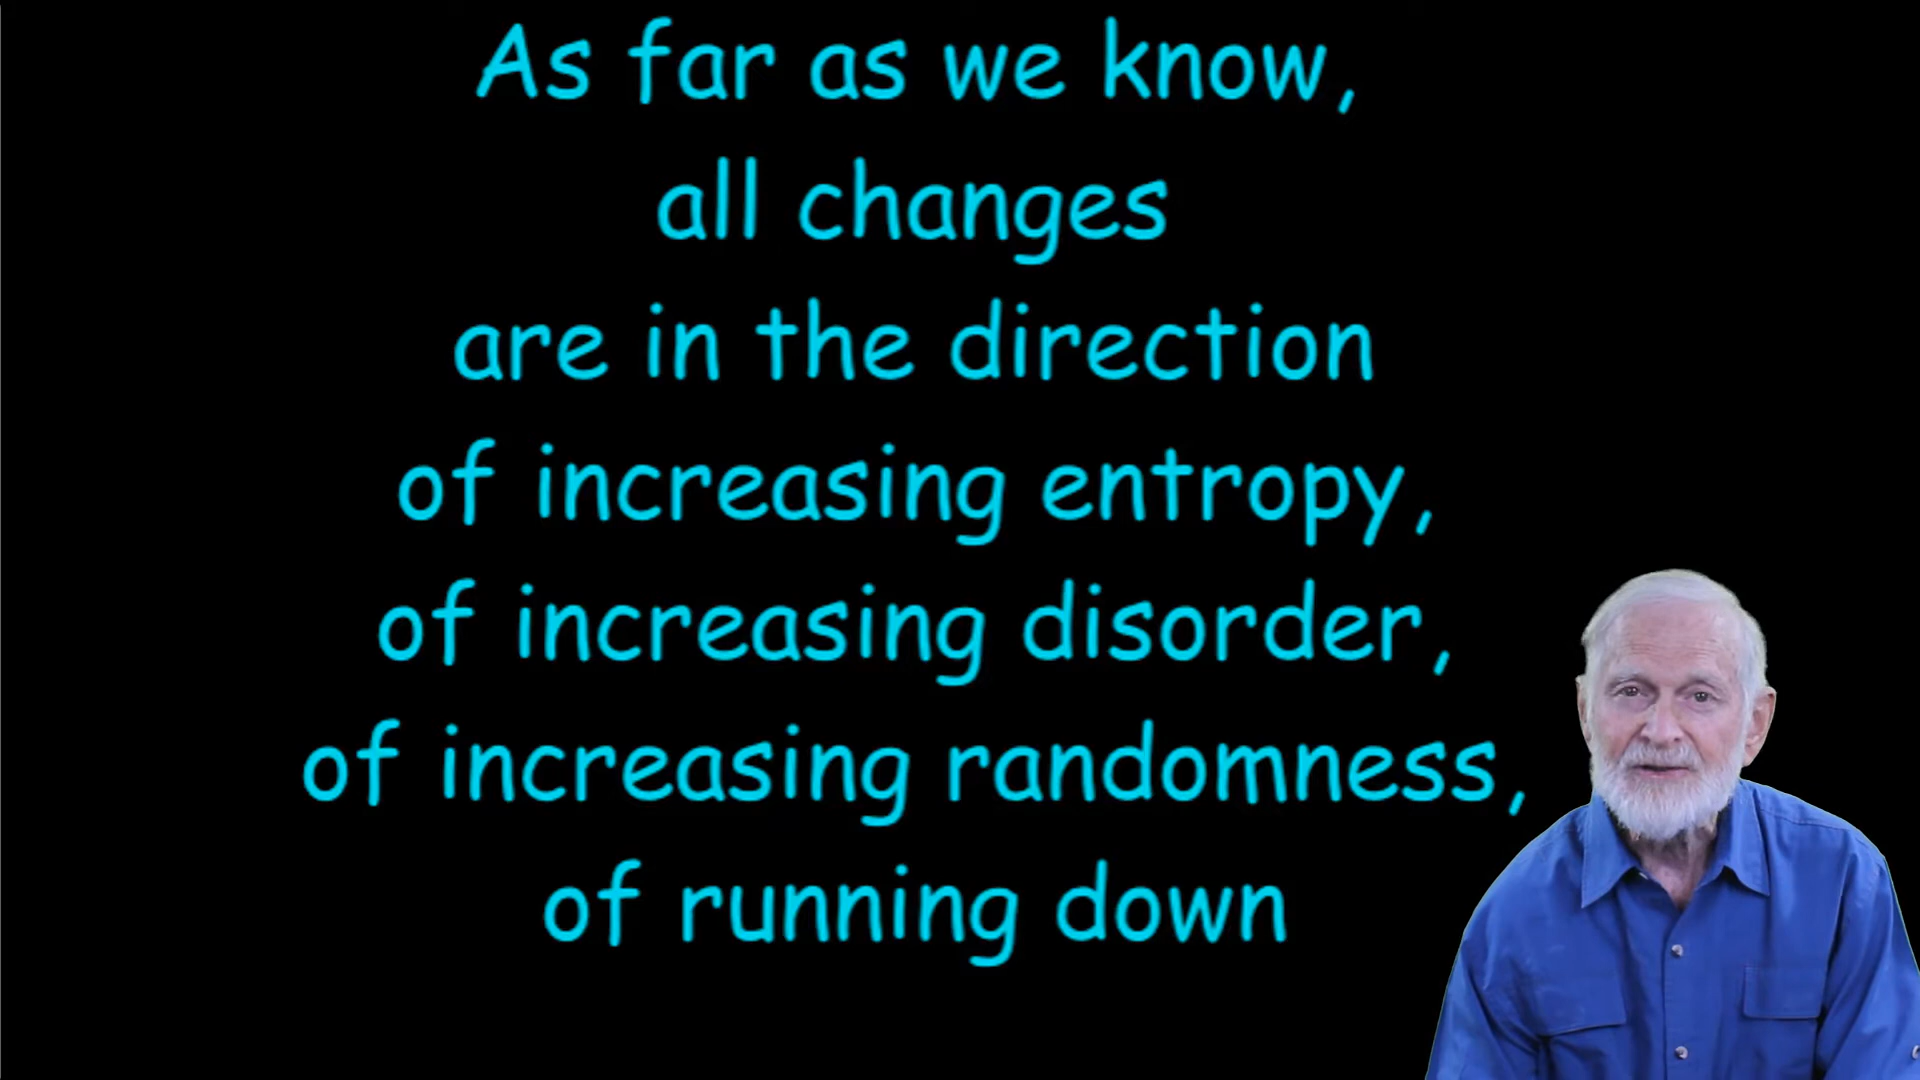 As far as we know,
all changes
are in the direction
of increasing entropy,
of increasing disorder,
of increasing randomness,
of running down